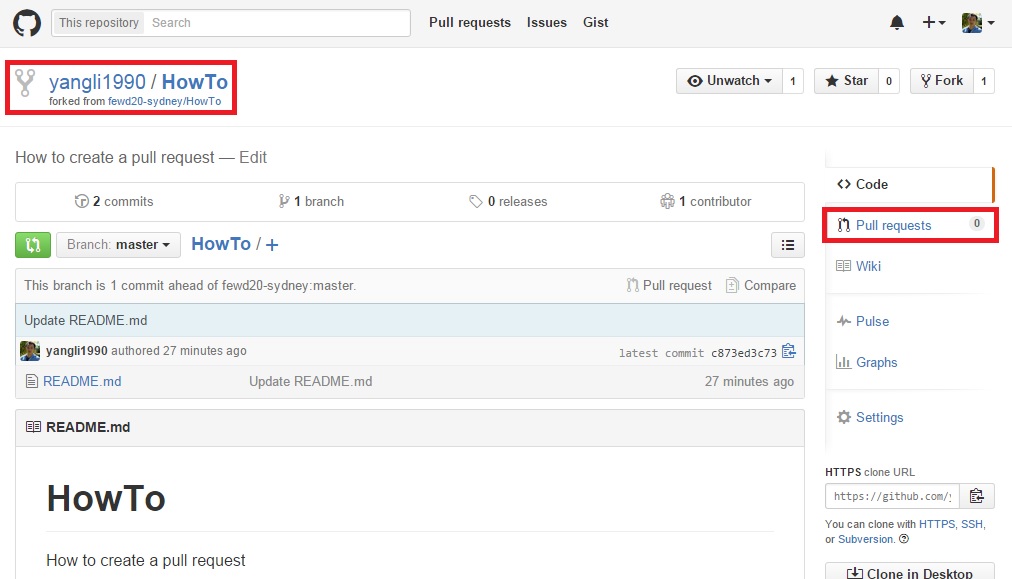 This repository Search Pull requests Issues Gist
yangli1990 / HowTo
forked from fewd20-sydney/HowTo
Unwatch 1 Star 0 Fork 1
How to create a pull request — Edit
2 commits 1 branch 0 releases 1 contributor
Branch: master HowTo / +
This branch is 1 commit ahead of fewd20-sydney:master. Pull request Compare
Update README.md
yangli1990 authored 27 minutes ago latest commit c873ed3c73
README.md Update README.md 27 minutes ago
README.md
HowTo
How to create a pull request
Code
Pull requests 0
Wiki
Pulse
Graphs
Settings
HTTPS clone URL
https://github.com/
You can clone with HTTPS, SSH,
or Subversion.
Clone in Desktop